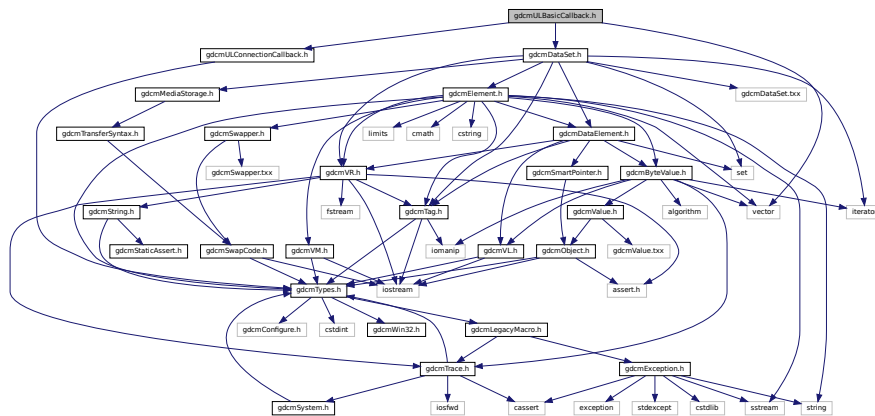 gdcmULBasicCallback.h
gdcmULConnectionCallback.h
gdcmDataSet.h
gdcmMediaStorage.h
gdcmElement.h
gdcmDataSet.txx
gdcmTransferSyntax.h
gdcmSwapper.h
limits
cmath
cstring
gdcmDataElement.h
gdcmSwapper.txx
gdcmVR.h
gdcmSmartPointer.h
gdcmByteValue.h
set
gdcmString.h
fstream
gdcmTag.h
gdcmValue.h
algorithm
vector
iterator
gdcmStaticAssert.h
gdcmSwapCode.h
gdcmVM.h
iomanip
gdcmVL.h
gdcmObject.h
gdcmValue.txx
gdcmTypes.h
iostream
assert.h
gdcmConfigure.h
cstdint
gdcmWin32.h
gdcmLegacyMacro.h
gdcmTrace.h
gdcmException.h
gdcmSystem.h
iosfwd
cassert
exception
stdexcept
cstdlib
sstream
string